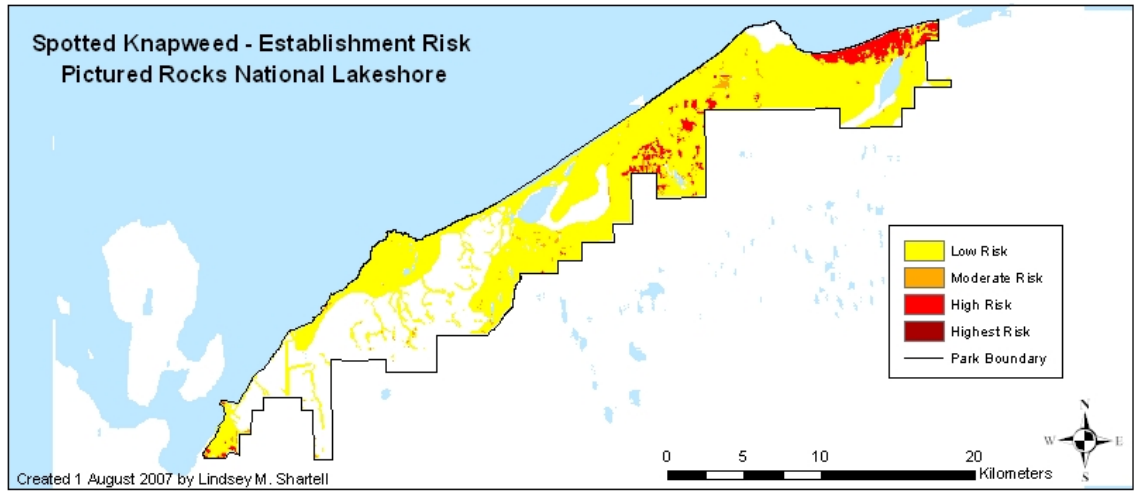 Spotted Knapweed - Establishment Risk
Pictured Rocks National Lakeshore
Low Risk
Moderate Risk
High Risk
Highest Risk
Park Boundary
N
W E
S
0 5 10 20
Kilometers
Created 1 August 2007 by Lindsey M. Shartell